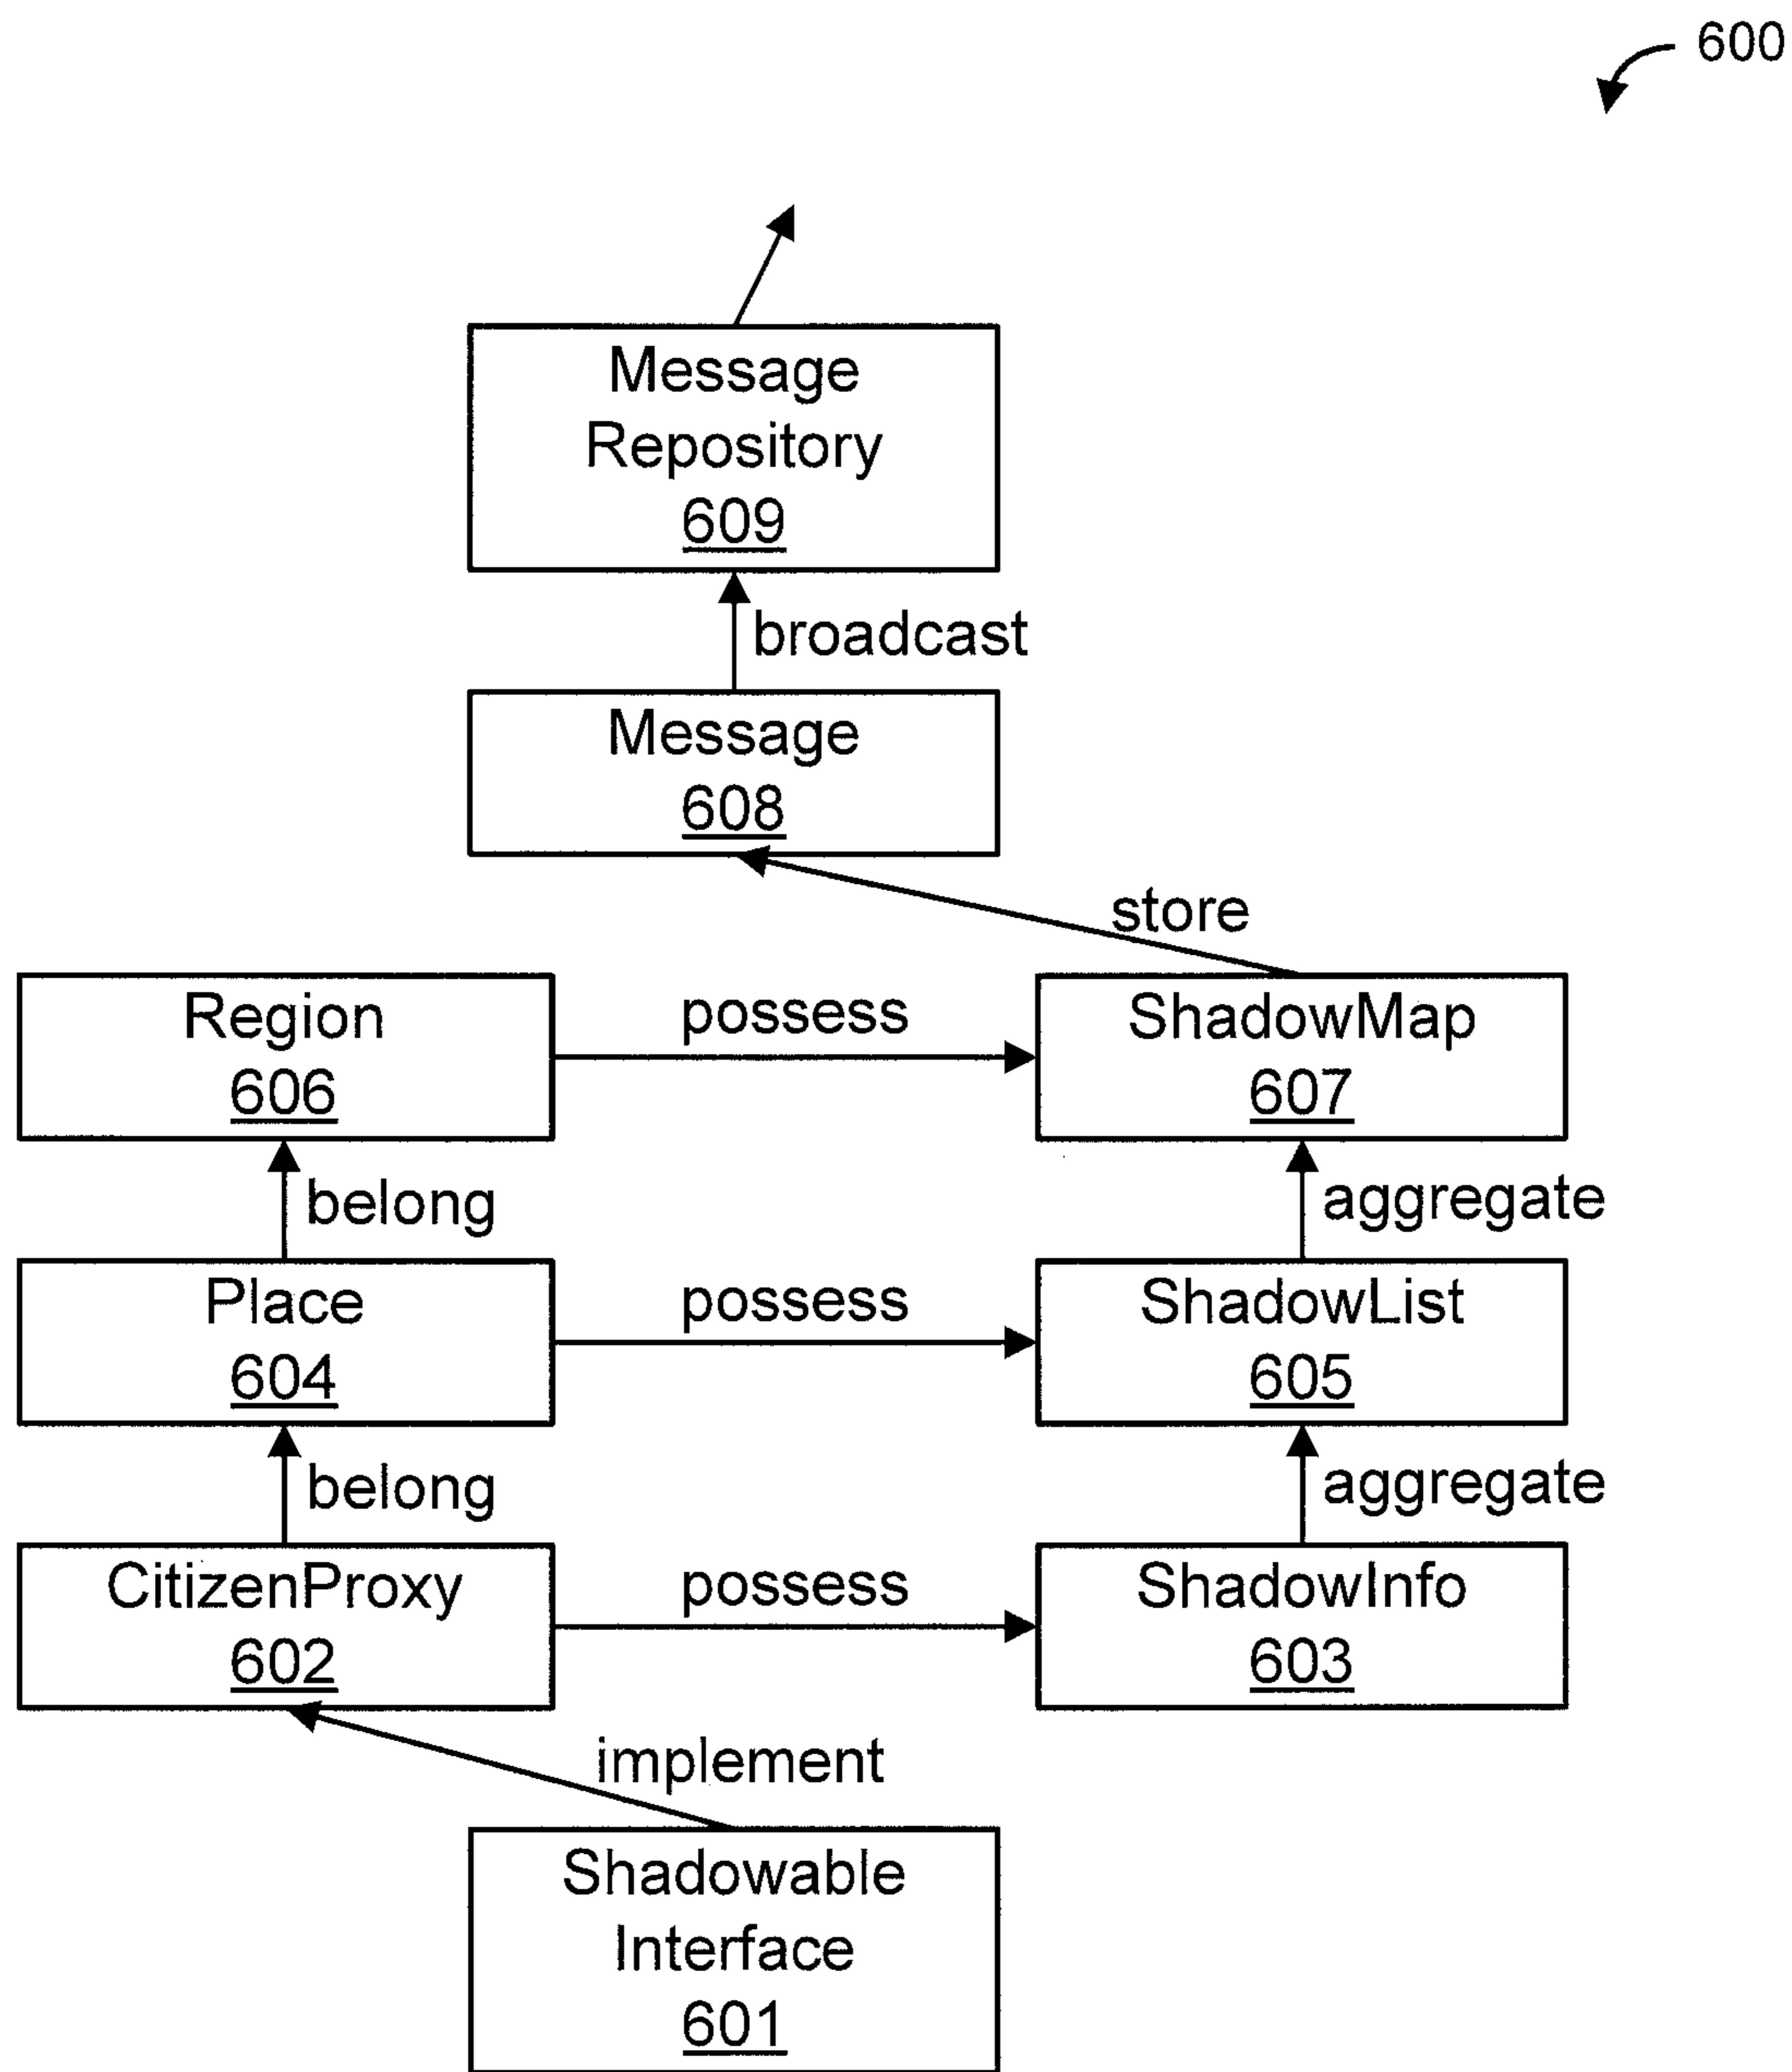 600
Message
Repository
609
broadcast
Message
608
store
Region
606
possess
ShadowMap
607
belong
aggregate
Place
604
possess
ShadowList
605
belong
aggregate
CitizenProxy
602
possess
ShadowInfo
603
implement
Shadowable
Interface
601